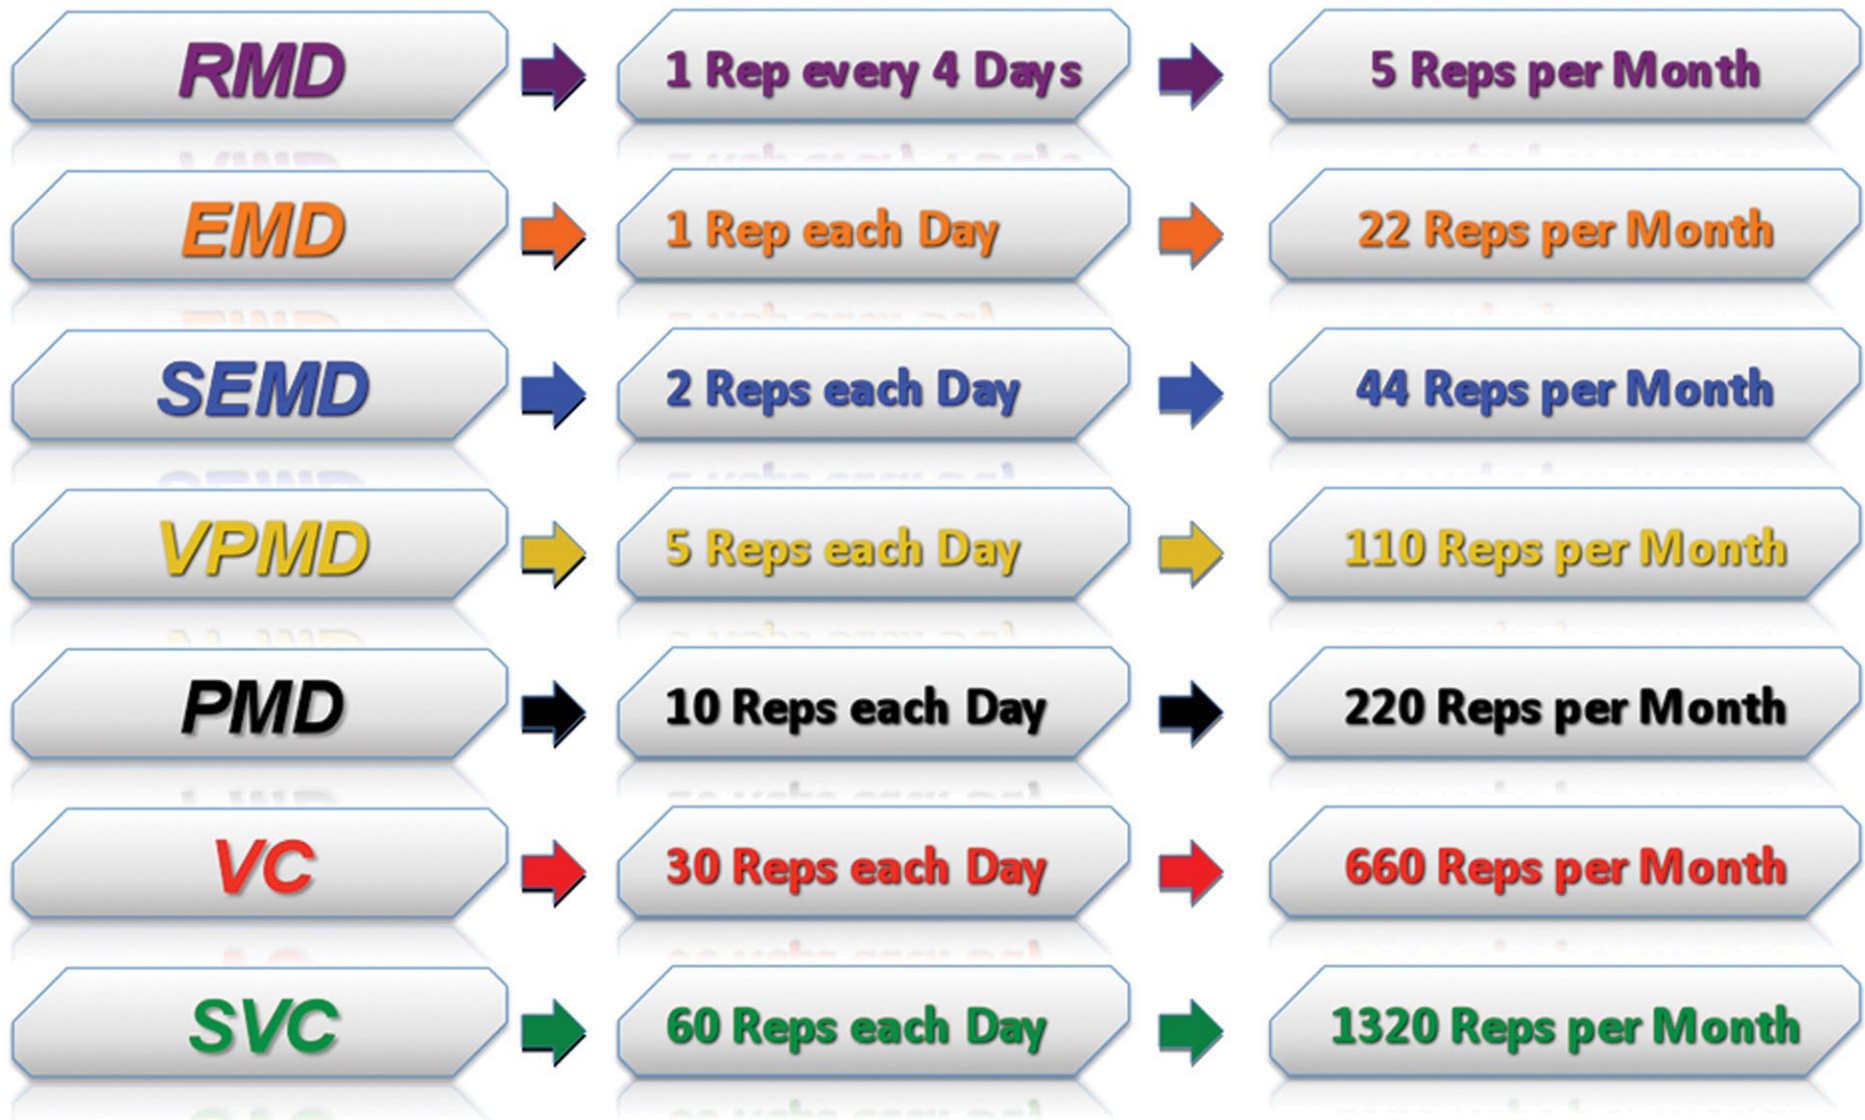 RMD 1 Rep every 4 Days 5 Reps per Month
EMD 1 Rep each Day 22 Reps per Month
SEMD 2 Reps each Day 44 Reps per Month
VPMD 5 Reps each Day 110 Reps per Month
PMD 10 Reps each Day 220 Reps per Month
VC 30 Reps each Day 660 Reps per Month
SVC 60 Reps each Day 1320 Reps per Month